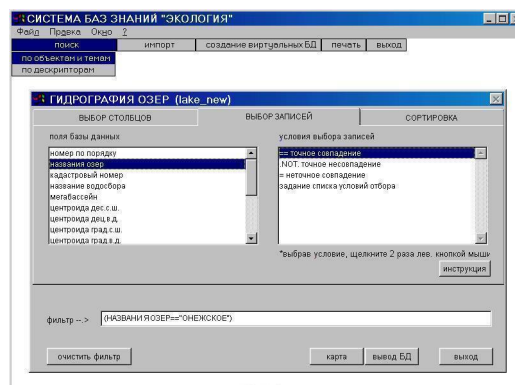 СИСТЕМА БАЗ ЗНАНИЙ "ЭКОЛОГИЯ"
Файл Правка Окно ?
поиск импорт создание виртуальных БД печать выход
по объектам и темам
по дескрипторам
ГИДРОГРАФИЯ ОЗЕР (lake_new)
ВЫБОР СТОЛБЦОВ ВЫБОР ЗАПИСЕЙ СОРТИРОВКА
поля базы данных условия выбора записей
номер по порядку == точное совпадение
названия озер .NOT. точное несовпадение
кадастровый номер = неточное совпадение
название водосбора задание списка условий отбора
мегабассейн
центроида дес.с.ш.
центроида дец.в.д.
центроида град.с.ш.
центроида град.в.д.
*выбрав условие, щелкните 2 раза лев. кнопкой мыши
инструкция
фильтр --.> (НАЗВАНИ ЯОЗЕР=="ОНЕЖСКОЕ")
очистить фильтр карта вывод БД выход